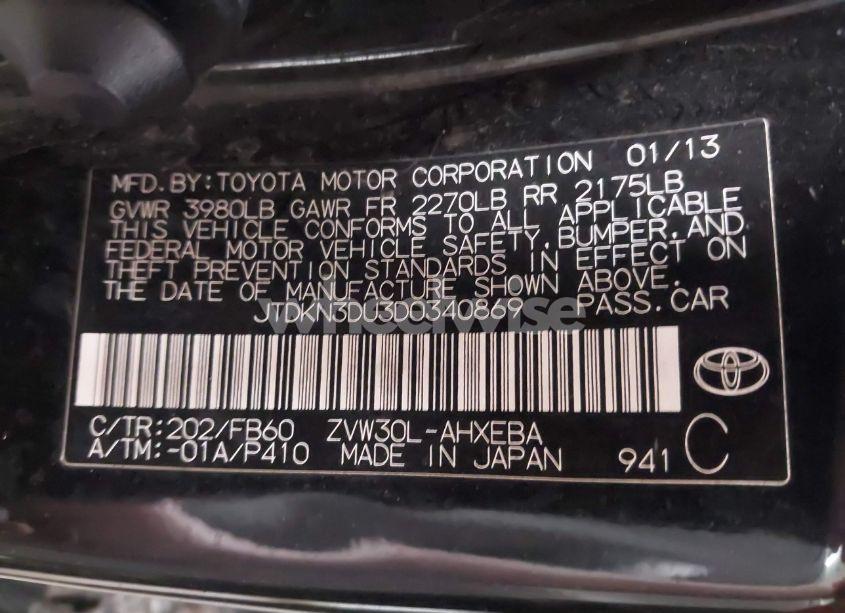 MFD. BY: TOYOTA MOTOR CORPORATION 01/13
GVWR 3980LB GAWR FR 2270LB RR 2175LB
THIS VEHICLE CONFORMS TO ALL APPLICABLE
FEDERAL MOTOR VEHICLE SAFETY, BUMPER, AND
THEFT PREVENTION STANDARDS IN EFFECT ON
THE DATE OF MANUFACTURE SHOWN ABOVE.
JTDKN3DU3D0340869 PASS. CAR
wheelwise
C/TR: 202/FB60 ZVW30L-AHXEBA
A/TM: -01A/P410 MADE IN JAPAN 941 C